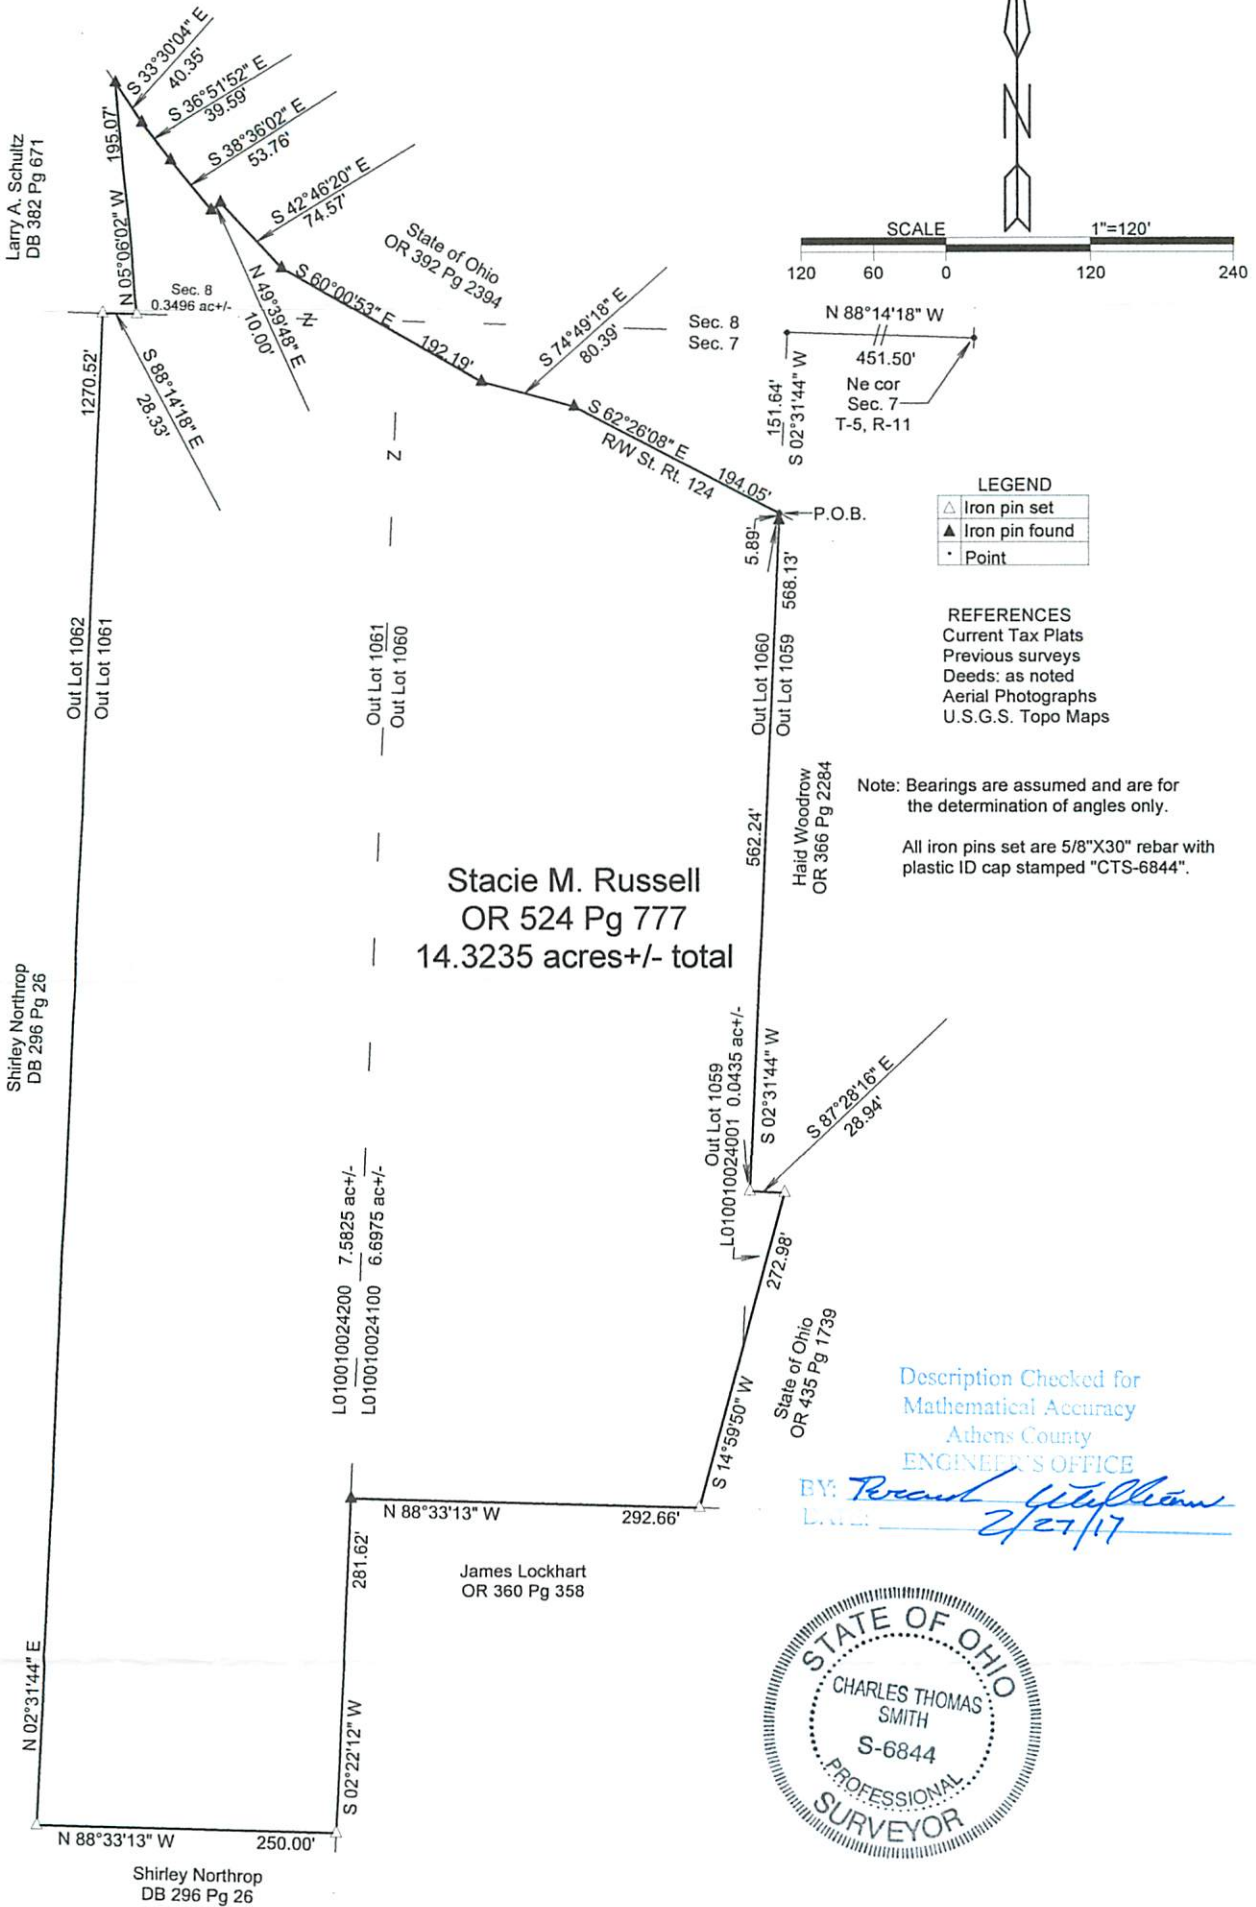 S 33°30'04" E
40.35'
S 36°51'52" E
39.59'
S 38°36'02" E
53.76'
S 42°46'20" E
74.57'
Larry A. Schultz
DB 382 Pg 671
195.07'
N 05°06'02" W
State of Ohio
OR 392 Pg 2394
N
SCALE 1"=120'
120 60 0 120 240
Sec. 8
0.3496 ac+/-
N 49°39'48" E
10.00'
S 60°00'53" E
192.19'
Z
Z
S 74°49'18" E
80.39'
Sec. 8
Sec. 7
N 88°14'18" W
451.50'
Ne cor
Sec. 7
T-5, R-11
151.64'
S 02°31'44" W
1270.52'
S 88°14'18" E
28.33'
S 62°26'08" E
194.05'
R/W St. Rt. 124
P.O.B.
5.89'
568.13'
LEGEND
Iron pin set
Iron pin found
Point
REFERENCES
Current Tax Plats
Previous surveys
Deeds: as noted
Aerial Photographs
U.S.G.S. Topo Maps
Out Lot 1062
Out Lot 1061
Out Lot 1061
Out Lot 1060
Out Lot 1060
Out Lot 1059
Note: Bearings are assumed and are for
the determination of angles only.
All iron pins set are 5/8"X30" rebar with
plastic ID cap stamped "CTS-6844".
562.24'
Haid Woodrow
OR 366 Pg 2284
Stacie M. Russell
OR 524 Pg 777
14.3235 acres+/- total
Shirley Northrop
DB 296 Pg 26
Out Lot 1059
L010010024001 0.0435 ac+/-
S 02°31'44" W
S 87°28'16" E
28.94'
L010010024200 7.5825 ac+/-
L010010024100 6.6975 ac+/-
272.98'
S 14°59'50" W
State of Ohio
OR 435 Pg 1739
Description Checked for
Mathematical Accuracy
Athens County
ENGINEER'S OFFICE
BY:
DATE: 2/27/17
N 88°33'13" W 292.66'
281.62'
James Lockhart
OR 360 Pg 358
N 02°31'44" E
S 02°22'12" W
STATE OF OHIO
CHARLES THOMAS
SMITH
S-6844
PROFESSIONAL
SURVEYOR
N 88°33'13" W 250.00'
Shirley Northrop
DB 296 Pg 26